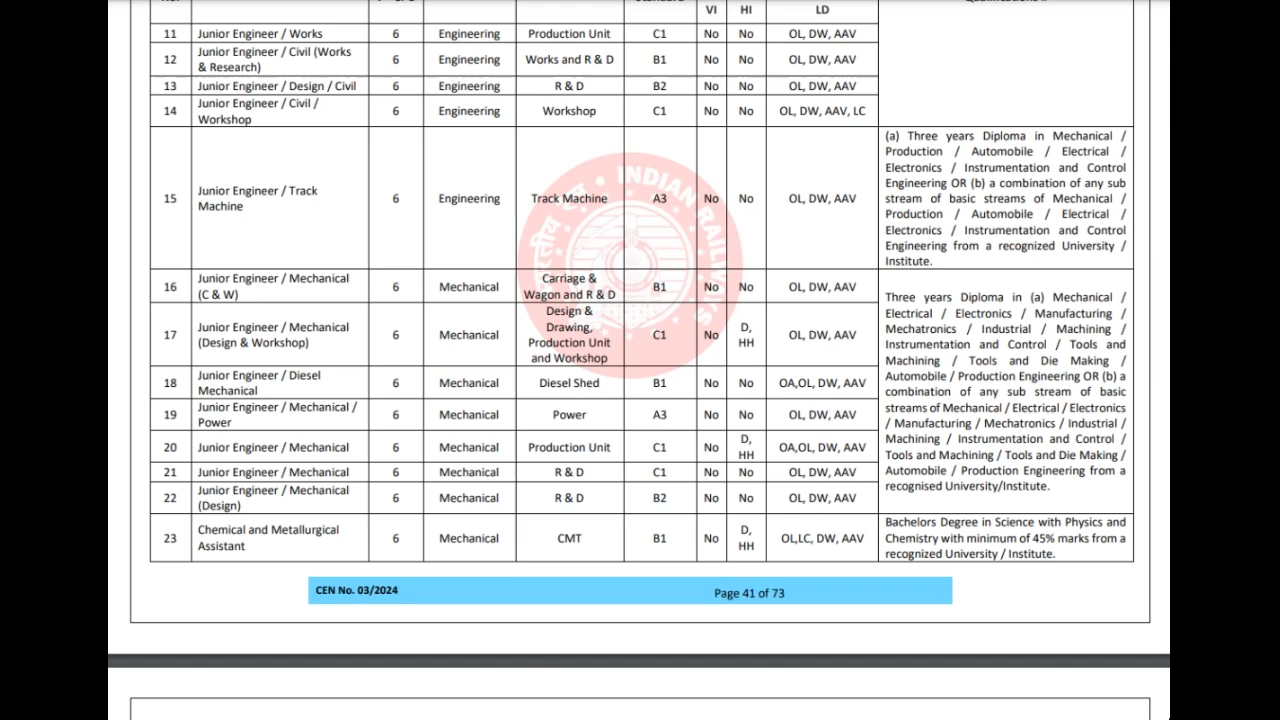 VI HI LD
11 Junior Engineer / Works 6 Engineering Production Unit C1 No No OL, DW, AAV
12 Junior Engineer / Civil (Works & Research) 6 Engineering Works and R & D B1 No No OL, DW, AAV
13 Junior Engineer / Design / Civil 6 Engineering R & D B2 No No OL, DW, AAV
14 Junior Engineer / Civil / Workshop 6 Engineering Workshop C1 No No OL, DW, AAV, LC
15 Junior Engineer / Track Machine 6 Engineering Track Machine A3 No No OL, DW, AAV
(a) Three years Diploma in Mechanical /
Production / Automobile / Electrical /
Electronics / Instrumentation and Control
Engineering OR (b) a combination of any sub
stream of basic streams of Mechanical /
Production / Automobile / Electrical /
Electronics / Instrumentation and Control
Engineering from a recognized University /
Institute.
16 Junior Engineer / Mechanical (C & W) 6 Mechanical Carriage & Wagon and R & D B1 No No OL, DW, AAV
17 Junior Engineer / Mechanical (Design & Workshop) 6 Mechanical Design & Drawing, Production Unit and Workshop C1 No D, HH OL, DW, AAV
18 Junior Engineer / Diesel Mechanical 6 Mechanical Diesel Shed B1 No No OA,OL, DW, AAV
19 Junior Engineer / Mechanical / Power 6 Mechanical Power A3 No No OL, DW, AAV
20 Junior Engineer / Mechanical 6 Mechanical Production Unit C1 No D, HH OA,OL, DW, AAV
21 Junior Engineer / Mechanical 6 Mechanical R & D C1 No No OL, DW, AAV
22 Junior Engineer / Mechanical (Design) 6 Mechanical R & D B2 No No OL, DW, AAV
Three years Diploma in (a) Mechanical /
Electrical / Electronics / Manufacturing /
Mechatronics / Industrial / Machining /
Instrumentation and Control / Tools and
Machining / Tools and Die Making /
Automobile / Production Engineering OR (b) a
combination of any sub stream of basic
streams of Mechanical / Electrical / Electronics
/ Manufacturing / Mechatronics / Industrial /
Machining / Instrumentation and Control /
Tools and Machining / Tools and Die Making /
Automobile / Production Engineering from a
recognised University/Institute.
23 Chemical and Metallurgical Assistant 6 Mechanical CMT B1 No D, HH OL,LC, DW, AAV
Bachelors Degree in Science with Physics and
Chemistry with minimum of 45% marks from a
recognized University / Institute.
INDIAN RAILWAYS
भारतीय रेल
CEN No. 03/2024
Page 41 of 73